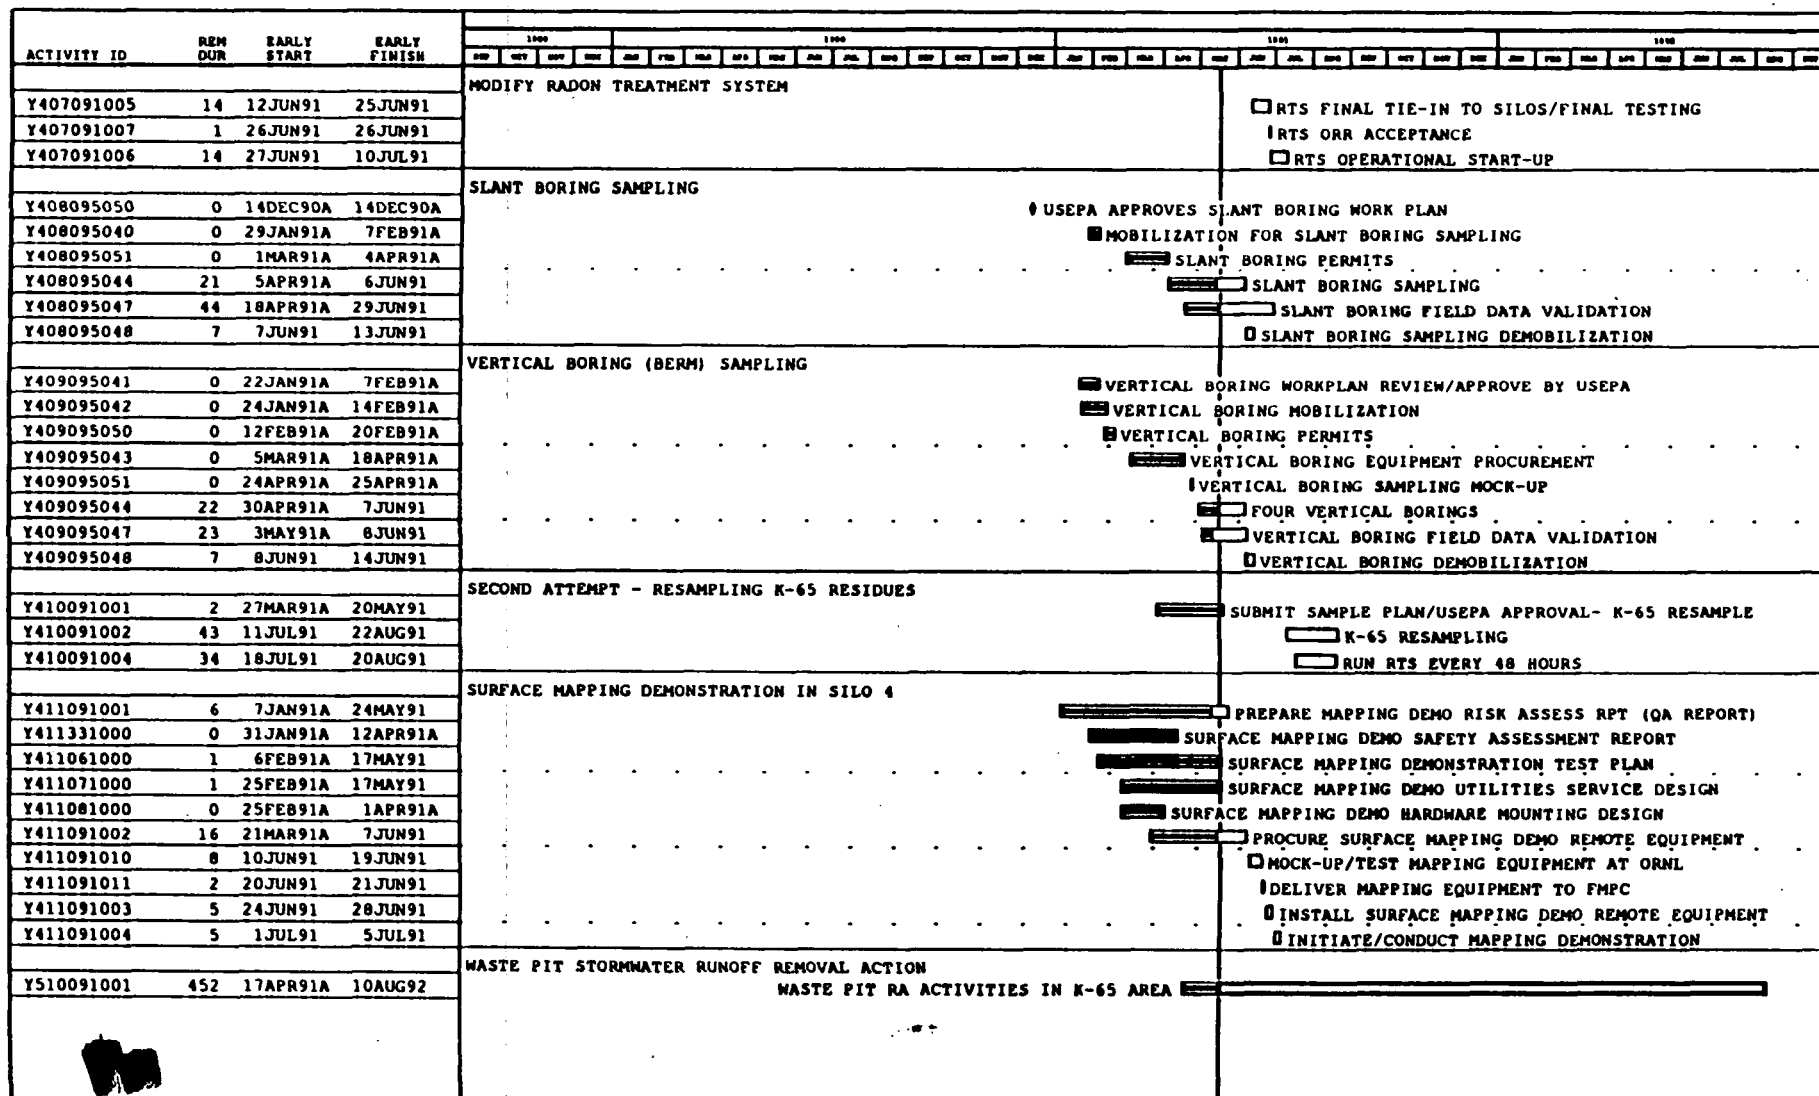 REM EARLY EARLY
ACTIVITY ID DUR START FINISH
1990 1991
MODIFY RADON TREATMENT SYSTEM
Y407091005 14 12JUN91 25JUN91 RTS FINAL TIE-IN TO SILOS/FINAL TESTING
Y407091007 1 26JUN91 26JUN91 RTS ORR ACCEPTANCE
Y407091006 14 27JUN91 10JUL91 RTS OPERATIONAL START-UP
SLANT BORING SAMPLING
Y408095050 0 14DEC90A 14DEC90A USEPA APPROVES SLANT BORING WORK PLAN
Y408095040 0 29JAN91A 7FEB91A MOBILIZATION FOR SLANT BORING SAMPLING
Y408095051 0 1MAR91A 4APR91A SLANT BORING PERMITS
Y408095044 21 5APR91A 6JUN91 SLANT BORING SAMPLING
Y408095047 44 18APR91A 29JUN91 SLANT BORING FIELD DATA VALIDATION
Y408095048 7 7JUN91 13JUN91 SLANT BORING SAMPLING DEMOBILIZATION
VERTICAL BORING (BERM) SAMPLING
Y409095041 0 22JAN91A 7FEB91A VERTICAL BORING WORKPLAN REVIEW/APPROVE BY USEPA
Y409095042 0 24JAN91A 14FEB91A VERTICAL BORING MOBILIZATION
Y409095050 0 12FEB91A 20FEB91A VERTICAL BORING PERMITS
Y409095043 0 5MAR91A 18APR91A VERTICAL BORING EQUIPMENT PROCUREMENT
Y409095051 0 24APR91A 25APR91A VERTICAL BORING SAMPLING MOCK-UP
Y409095044 22 30APR91A 7JUN91 FOUR VERTICAL BORINGS
Y409095047 23 3MAY91A 8JUN91 VERTICAL BORING FIELD DATA VALIDATION
Y409095048 7 8JUN91 14JUN91 VERTICAL BORING DEMOBILIZATION
SECOND ATTEMPT - RESAMPLING K-65 RESIDUES
Y410091001 2 27MAR91A 20MAY91 SUBMIT SAMPLE PLAN/USEPA APPROVAL- K-65 RESAMPLE
Y410091002 43 11JUL91 22AUG91 K-65 RESAMPLING
Y410091004 34 18JUL91 20AUG91 RUN RTS EVERY 48 HOURS
SURFACE MAPPING DEMONSTRATION IN SILO 4
Y411091001 6 7JAN91A 24MAY91 PREPARE MAPPING DEMO RISK ASSESS RPT (QA REPORT)
Y411331000 0 31JAN91A 12APR91A SURFACE MAPPING DEMO SAFETY ASSESSMENT REPORT
Y411061000 1 6FEB91A 17MAY91 SURFACE MAPPING DEMONSTRATION TEST PLAN
Y411071000 1 25FEB91A 17MAY91 SURFACE MAPPING DEMO UTILITIES SERVICE DESIGN
Y411081000 0 25FEB91A 1APR91A SURFACE MAPPING DEMO HARDWARE MOUNTING DESIGN
Y411091002 16 21MAR91A 7JUN91 PROCURE SURFACE MAPPING DEMO REMOTE EQUIPMENT
Y411091010 8 10JUN91 19JUN91 MOCK-UP/TEST MAPPING EQUIPMENT AT ORNL
Y411091011 2 20JUN91 21JUN91 DELIVER MAPPING EQUIPMENT TO FMPC
Y411091003 5 24JUN91 28JUN91 INSTALL SURFACE MAPPING DEMO REMOTE EQUIPMENT
Y411091004 5 1JUL91 5JUL91 INITIATE/CONDUCT MAPPING DEMONSTRATION
WASTE PIT STORMWATER RUNOFF REMOVAL ACTION
Y510091001 452 17APR91A 10AUG92 WASTE PIT RA ACTIVITIES IN K-65 AREA